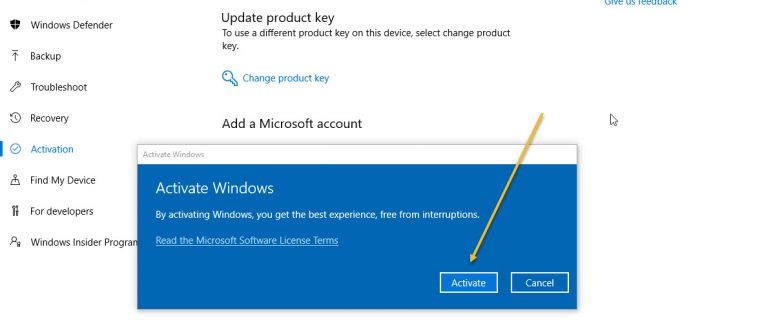 Give us feedback
Windows Defender
Backup
Troubleshoot
Recovery
Activation
Find My Device
For developers
Windows Insider Program
Update product key
To use a different product key on this device, select change product
key.
Change product key
Add a Microsoft account
Activate Windows
Activate Windows
By activating Windows, you get the best experience, free from interruptions.
Read the Microsoft Software License Terms
Activate
Cancel